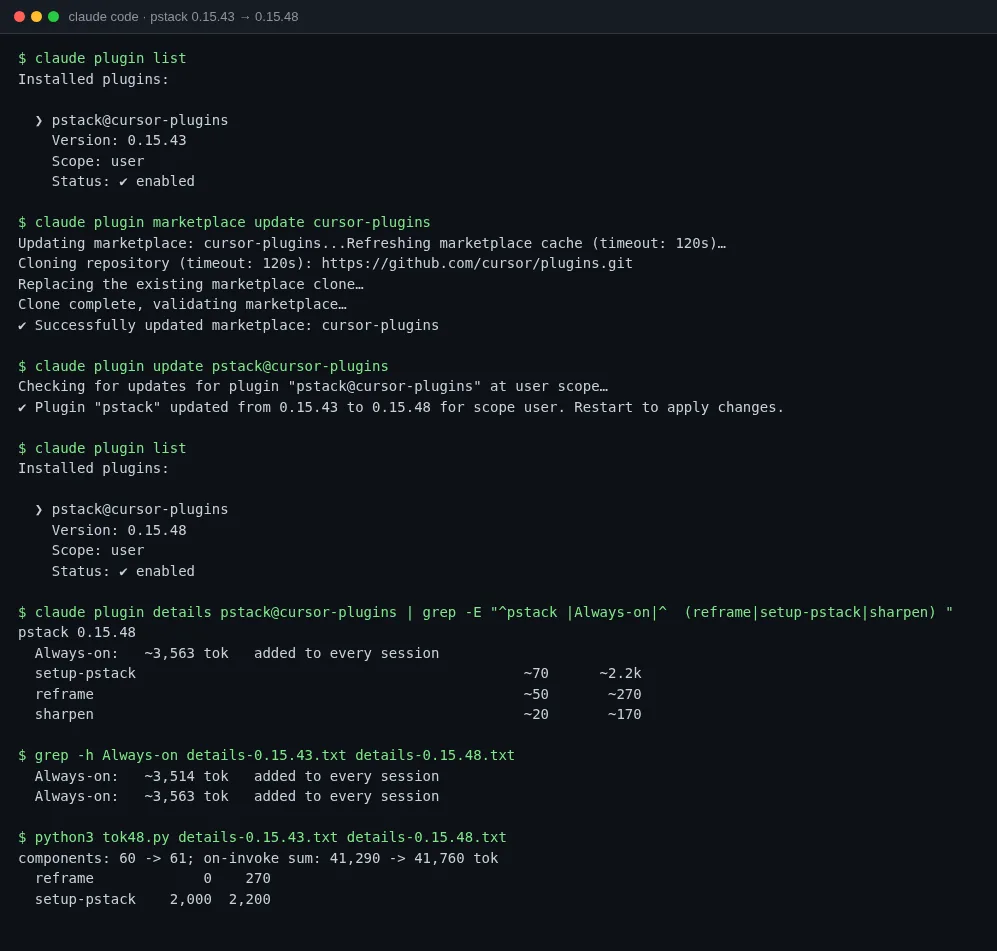 claude code · pstack 0.15.43 → 0.15.48
$ claude plugin list
Installed plugins:
❯ pstack@cursor-plugins
Version: 0.15.43
Scope: user
Status: ✔ enabled
$ claude plugin marketplace update cursor-plugins
Updating marketplace: cursor-plugins...Refreshing marketplace cache (timeout: 120s)…
Cloning repository (timeout: 120s): https://github.com/cursor/plugins.git
Replacing the existing marketplace clone…
Clone complete, validating marketplace…
✔ Successfully updated marketplace: cursor-plugins
$ claude plugin update pstack@cursor-plugins
Checking for updates for plugin "pstack@cursor-plugins" at user scope…
✔ Plugin "pstack" updated from 0.15.43 to 0.15.48 for scope user. Restart to apply changes.
$ claude plugin list
Installed plugins:
❯ pstack@cursor-plugins
Version: 0.15.48
Scope: user
Status: ✔ enabled
$ claude plugin details pstack@cursor-plugins | grep -E "^pstack |Always-on|^  (reframe|setup-pstack|sharpen) "
pstack 0.15.48
Always-on:   ~3,563 tok   added to every session
setup-pstack ~70 ~2.2k
reframe ~50 ~270
sharpen ~20 ~170
$ grep -h Always-on details-0.15.43.txt details-0.15.48.txt
Always-on:   ~3,514 tok   added to every session
Always-on:   ~3,563 tok   added to every session
$ python3 tok48.py details-0.15.43.txt details-0.15.48.txt
components: 60 -> 61; on-invoke sum: 41,290 -> 41,760 tok
reframe 0 270
setup-pstack 2,000 2,200